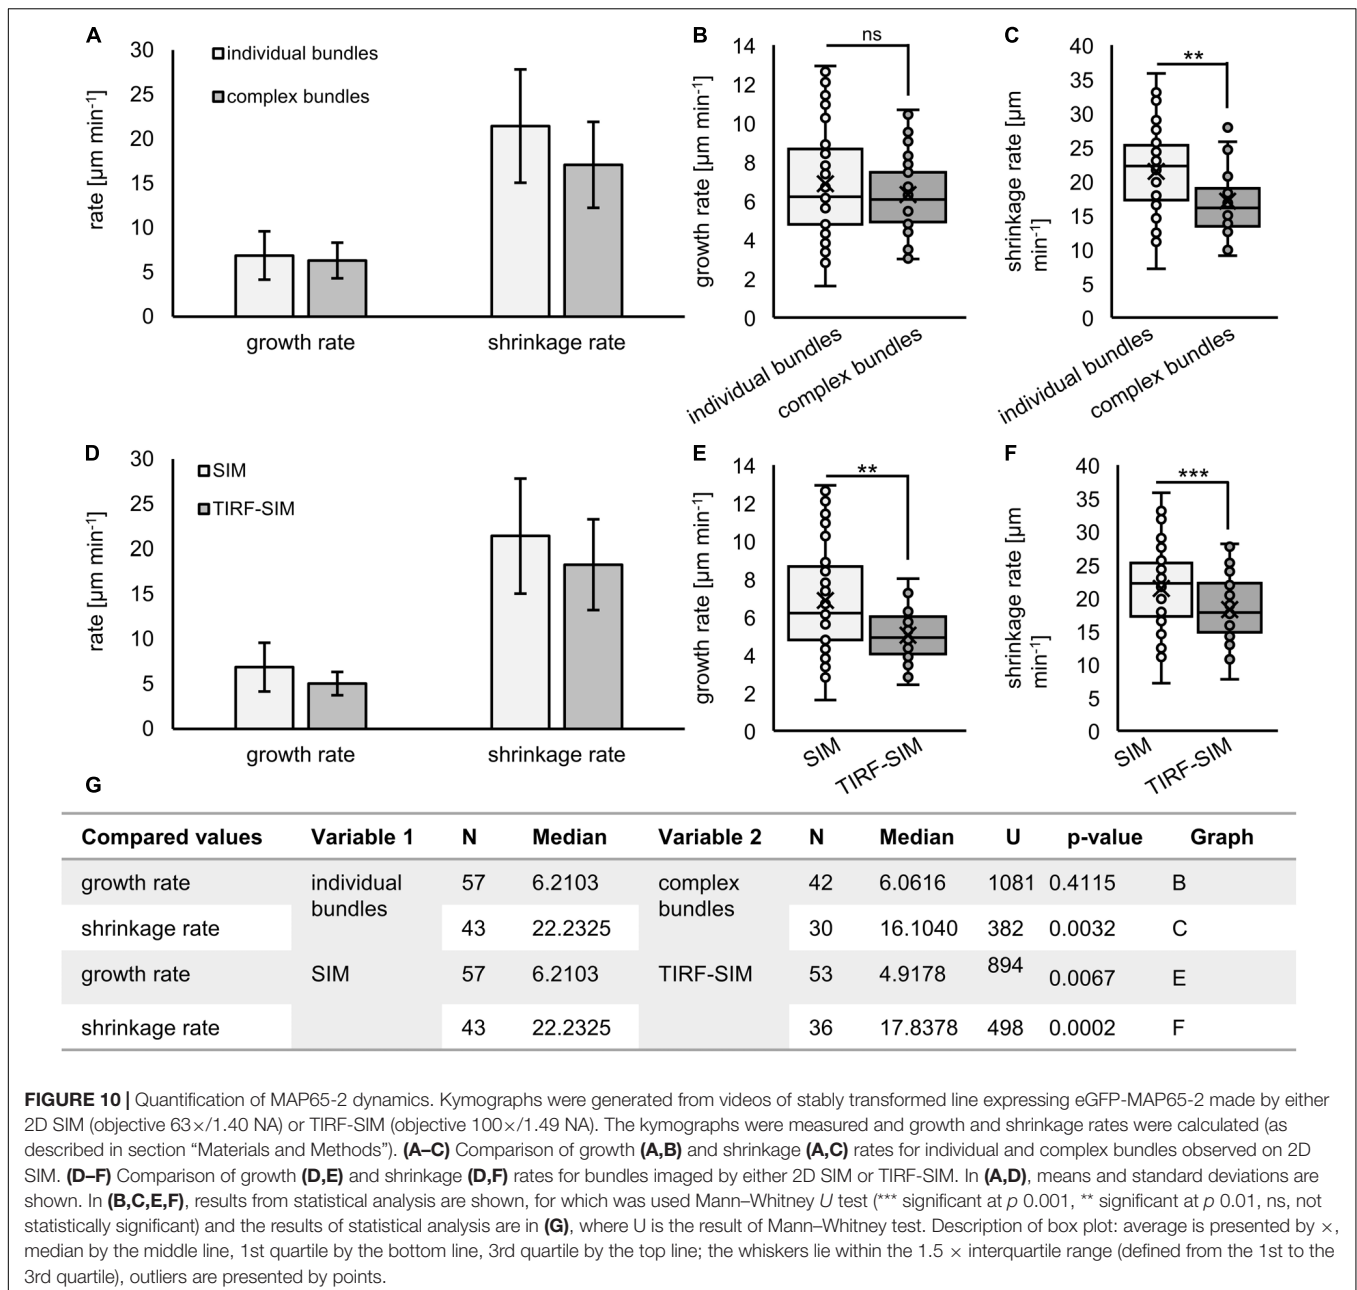 A
30
25
20
15
10
5
0
rate [µm min-1]
individual bundles
complex bundles
growth rate
shrinkage rate
B
14
12
10
8
6
4
2
0
growth rate [µm min-1]
ns
individual bundles
complex bundles
C
40
35
30
25
20
15
10
5
0
shrinkage rate [µm
min-1]
**
individual bundles
complex bundles
D
30
25
20
15
10
5
0
rate [µm min-1]
SIM
TIRF-SIM
growth rate
shrinkage rate
E
14
12
10
8
6
4
2
0
growth rate [µm min-1]
**
SIM
TIRF-SIM
F
40
35
30
25
20
15
10
5
0
shrinkage rate [µm
min-1]
***
SIM
TIRF-SIM
G
Compared values Variable 1 N Median Variable 2 N Median U p-value Graph
growth rate individual bundles 57 6.2103 complex bundles 42 6.0616 1081 0.4115 B
shrinkage rate 43 22.2325 30 16.1040 382 0.0032 C
growth rate SIM 57 6.2103 TIRF-SIM 53 4.9178 894 0.0067 E
shrinkage rate 43 22.2325 36 17.8378 498 0.0002 F
FIGURE 10 | Quantification of MAP65-2 dynamics. Kymographs were generated from videos of stably transformed line expressing eGFP-MAP65-2 made by either
2D SIM (objective 63×/1.40 NA) or TIRF-SIM (objective 100×/1.49 NA). The kymographs were measured and growth and shrinkage rates were calculated (as
described in section “Materials and Methods”). (A–C) Comparison of growth (A,B) and shrinkage (A,C) rates for individual and complex bundles observed on 2D
SIM. (D–F) Comparison of growth (D,E) and shrinkage (D,F) rates for bundles imaged by either 2D SIM or TIRF-SIM. In (A,D), means and standard deviations are
shown. In (B,C,E,F), results from statistical analysis are shown, for which was used Mann–Whitney U test (*** significant at p 0.001, ** significant at p 0.01, ns, not
statistically significant) and the results of statistical analysis are in (G), where U is the result of Mann–Whitney test. Description of box plot: average is presented by ×,
median by the middle line, 1st quartile by the bottom line, 3rd quartile by the top line; the whiskers lie within the 1.5 × interquartile range (defined from the 1st to the
3rd quartile), outliers are presented by points.